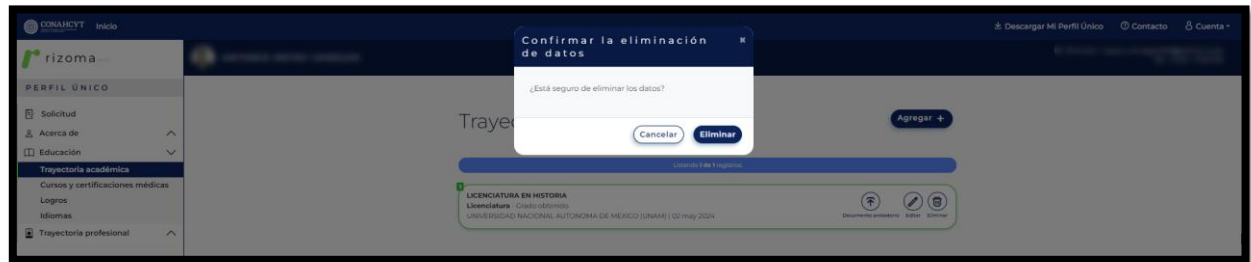 CONAHCYT Inicio
Descargar Mi Perfil Único Contacto Cuenta
rizoma
PERFIL ÚNICO
Solicitud
Acerca de
Educación
Trayectoria académica
Cursos y certificaciones médicas
Logros
Idiomas
Trayectoria profesional
Confirmar la eliminación
de datos
¿Está seguro de eliminar los datos?
Cancelar Eliminar
Traye
Agregar +
Listando 1 de 1 registros.
1
LICENCIATURA EN HISTORIA
Licenciatura - Grado obtenido
UNIVERSIDAD NACIONAL AUTONOMA DE MEXICO (UNAM) | 02 may 2024
Documento probatorio Editar Eliminar